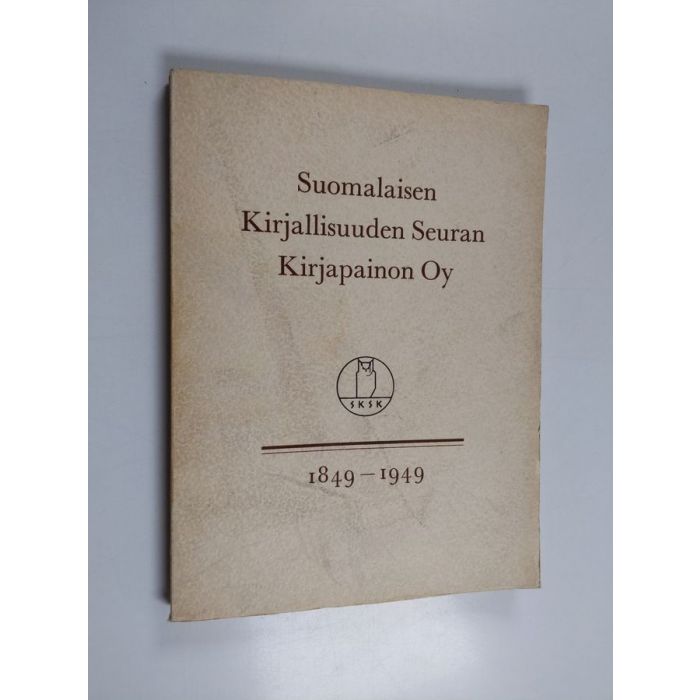 Suomalaisen
Kirjallisuuden Seuran
Kirjapainon Oy
SKSK
1849–1949